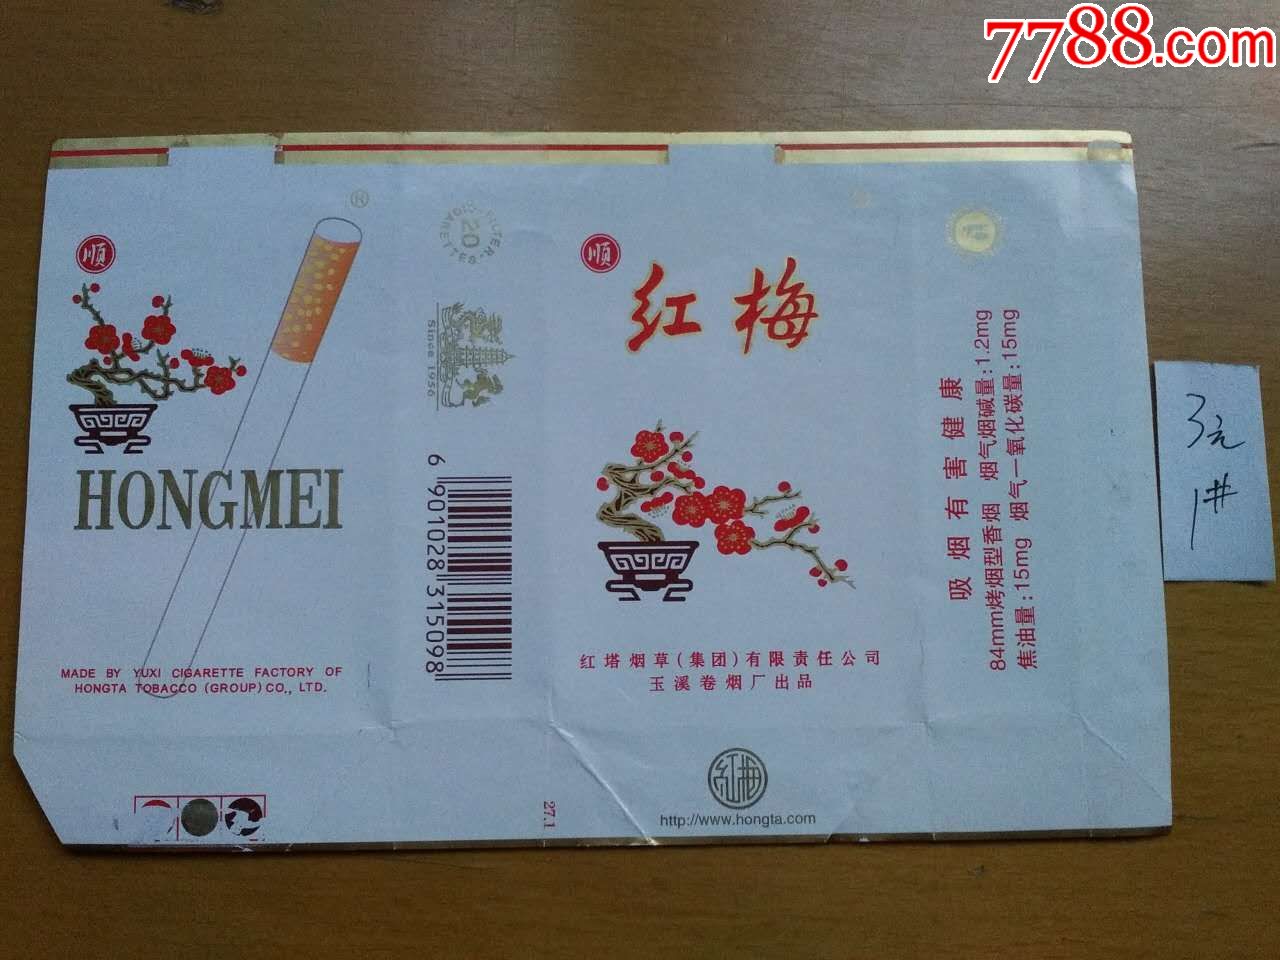 7788.com
®
顺
HONGMEI
MADE BY YUXI CIGARETTE FACTORY OF
HONGTA TOBACCO (GROUP) CO., LTD.
FILTER-CIGARETTES
20
Since 1956
6 901028 315098
顺
红梅
红塔烟草(集团)有限责任公司
玉溪卷烟厂出品
红梅
http://www.hongta.com
27.1
吸烟有害健康
84mm烤烟型香烟 烟气烟碱量:1.2mg
焦油量:15mg 烟气一氧化碳量:15mg
3元
1#